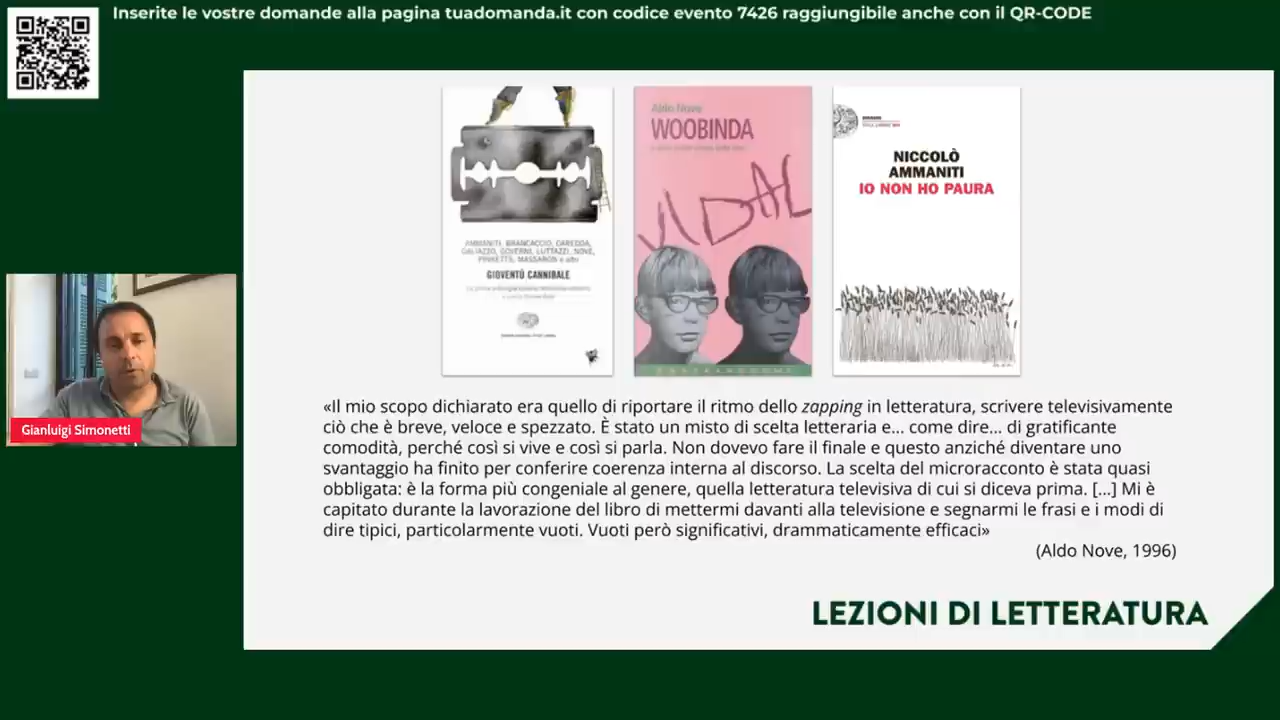 Inserite le vostre domande alla pagina tuadomanda.it con codice evento 7426 raggiungibile anche con il QR-CODE
AMMANITI, BRANCACCIO, CAREDDA,
GALIAZZO, GOVERNI, LUTTAZZI, NOVE,
PINKETTS, MASSARON e altri
GIOVENTÙ CANNIBALE
Aldo Nove
WOOBINDA
VIDAL
EINAUDI
NICCOLÒ
AMMANITI
IO NON HO PAURA
Gianluigi Simonetti
«Il mio scopo dichiarato era quello di riportare il ritmo dello zapping in letteratura, scrivere televisivamente
ciò che è breve, veloce e spezzato. È stato un misto di scelta letteraria e... come dire... di gratificante
comodità, perché così si vive e così si parla. Non dovevo fare il finale e questo anziché diventare uno
svantaggio ha finito per conferire coerenza interna al discorso. La scelta del microracconto è stata quasi
obbligata: è la forma più congeniale al genere, quella letteratura televisiva di cui si diceva prima. [...] Mi è
capitato durante la lavorazione del libro di mettermi davanti alla televisione e segnarmi le frasi e i modi di
dire tipici, particolarmente vuoti. Vuoti però significativi, drammaticamente efficaci»
(Aldo Nove, 1996)
LEZIONI DI LETTERATURA